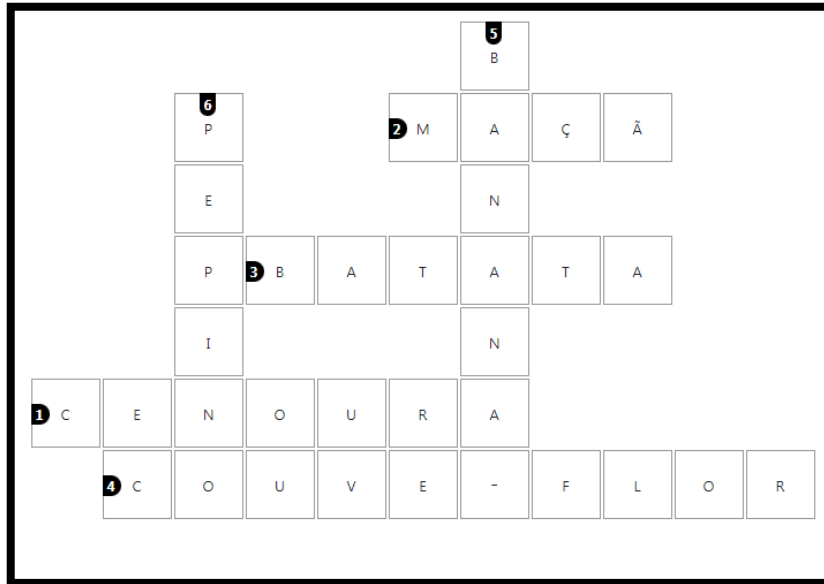 5
B
6 P 2 M A Ç Ã
E N
P 3 B A T A T A
I N
1 C E N O U R A
4 C O U V E - F L O R